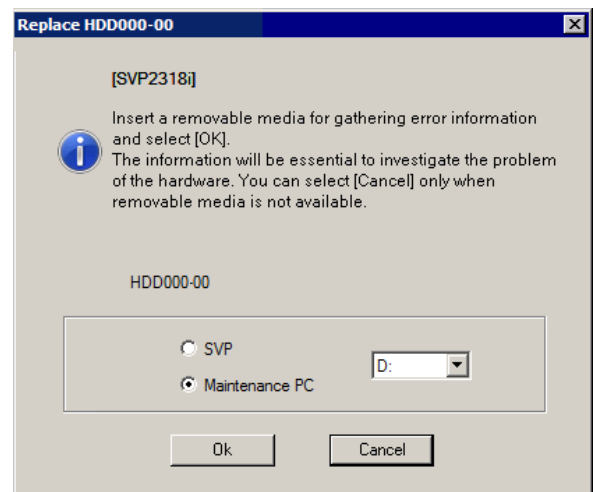 Replace HDD000-00
[SVP2318i]
Insert a removable media for gathering error information
and select [OK].
The information will be essential to investigate the problem
of the hardware. You can select [Cancel] only when
removable media is not available.
HDD000-00
SVP
D:
Maintenance PC
Ok
Cancel